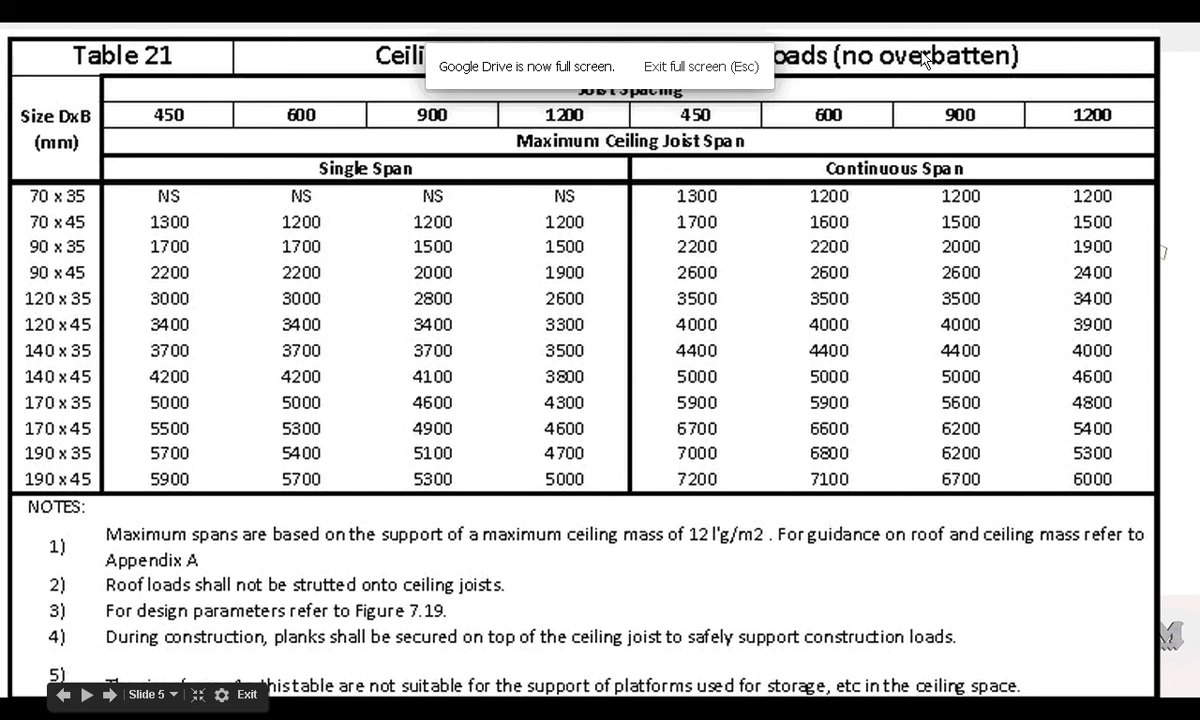 Table 21 Ceili oads (no overbatten)
Google Drive is now full screen. Exit full screen (Esc)
Joist Spacing
Size DxB (mm) 450 600 900 1200 450 600 900 1200
Maximum Ceiling Joist Span
Single Span Continuous Span
70 x 35 NS NS NS NS 1300 1200 1200 1200
70 x 45 1300 1200 1200 1200 1700 1600 1500 1500
90 x 35 1700 1700 1500 1500 2200 2200 2000 1900
90 x 45 2200 2200 2000 1900 2600 2600 2600 2400
120 x 35 3000 3000 2800 2600 3500 3500 3500 3400
120 x 45 3400 3400 3400 3300 4000 4000 4000 3900
140 x 35 3700 3700 3700 3500 4400 4400 4400 4000
140 x 45 4200 4200 4100 3800 5000 5000 5000 4600
170 x 35 5000 5000 4600 4300 5900 5900 5600 4800
170 x 45 5500 5300 4900 4600 6700 6600 6200 5400
190 x 35 5700 5400 5100 4700 7000 6800 6200 5300
190 x 45 5900 5700 5300 5000 7200 7100 6700 6000
NOTES:
1) Maximum spans are based on the support of a maximum ceiling mass of 12 l'g/m2 . For guidance on roof and ceiling mass refer to
Appendix A
2) Roof loads shall not be strutted onto ceiling joists.
3) For design parameters refer to Figure 7.19.
4) During construction, planks shall be secured on top of the ceiling joist to safely support construction loads.
5) this table are not suitable for the support of platforms used for storage, etc in the ceiling space.
Slide 5 Exit